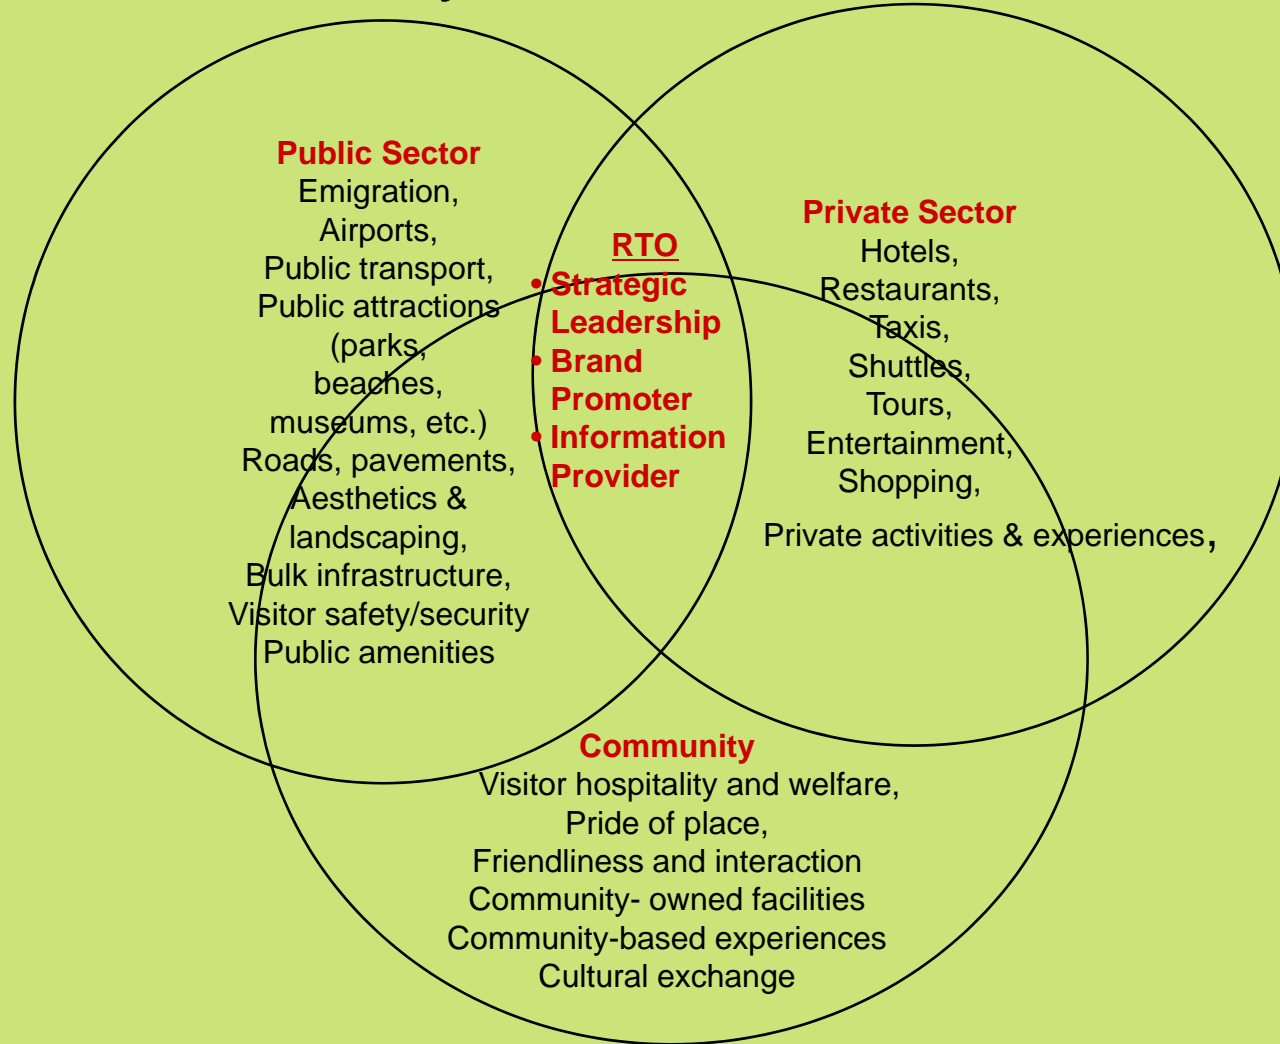 Public Sector
Emigration,
Airports,
Public transport,
Public attractions
(parks,
beaches,
museums, etc.)
Roads, pavements,
Aesthetics &
landscaping,
Bulk infrastructure,
Visitor safety/security
Public amenities
RTO
• Strategic
Leadership
• Brand
Promoter
• Information
Provider
Private Sector
Hotels,
Restaurants,
Taxis,
Shuttles,
Tours,
Entertainment,
Shopping,
Private activities & experiences,
Community
Visitor hospitality and welfare,
Pride of place,
Friendliness and interaction
Community- owned facilities
Community-based experiences
Cultural exchange